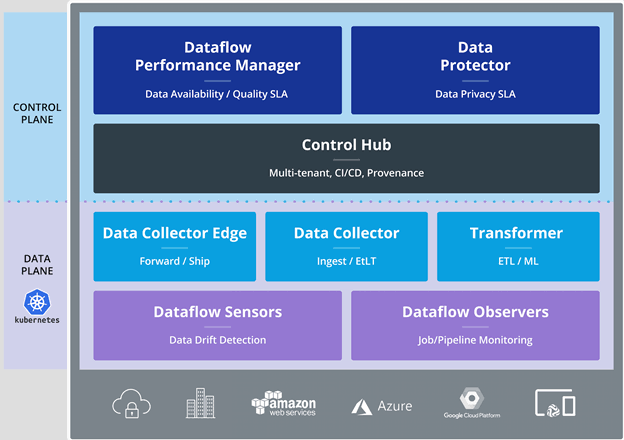 CONTROL
PLANE
Dataflow
Performance Manager
Data Availability / Quality SLA
Data
Protector
Data Privacy SLA
Control Hub
Multi-tenant, CI/CD, Provenance
DATA
PLANE
kubernetes
Data Collector Edge
Forward / Ship
Data Collector
Ingest / EtLT
Transformer
ETL / ML
Dataflow Sensors
Data Drift Detection
Dataflow Observers
Job/Pipeline Monitoring
amazon
web services
Azure
Google Cloud Platform